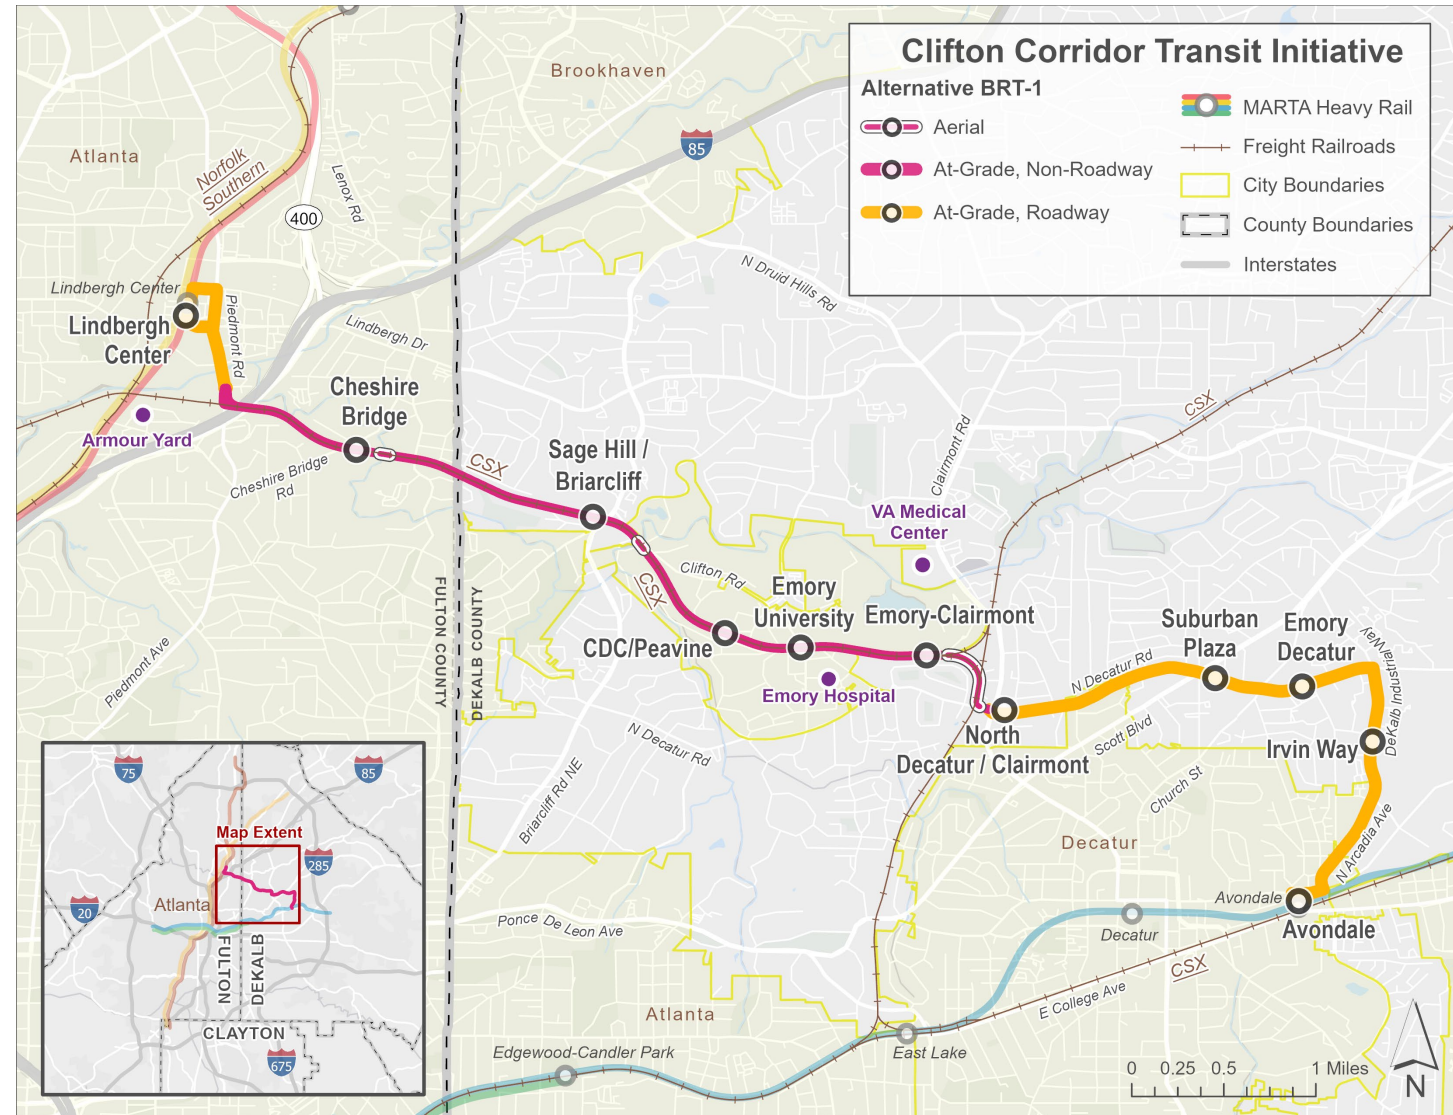 Clifton Corridor Transit Initiative
Alternative BRT-1
Aerial
At-Grade, Non-Roadway
At-Grade, Roadway
MARTA Heavy Rail
Freight Railroads
City Boundaries
County Boundaries
Interstates
Brookhaven
Atlanta
85
Norfolk
Southern
Lenox Rd
400
N Druid Hills Rd
Lindbergh Center
Piedmont Rd
Lindbergh
Center
Lindbergh Dr
Cheshire
Bridge
Armour Yard
Cheshire Bridge
Rd
CSX
CSX
Sage Hill /
Briarcliff
Clairmont Rd
VA Medical
Center
Clifton Rd
CSX
Emory
University
Emory-Clairmont
FULTON COUNTY
DEKALB COUNTY
CDC/Peavine
Emory Hospital
Suburban
Plaza
Emory
Decatur
DeKalb Industrial Way
N Decatur Rd
Piedmont Ave
N Decatur Rd
North
Decatur / Clairmont
Scott Blvd
Irvin Way
Church St
Briarcliff Rd NE
Decatur
N Arcadia Ave
Avondale
Avondale
Ponce De Leon Ave
Decatur
CSX
E College Ave
Atlanta
East Lake
Edgewood-Candler Park
75
85
Map Extent
285
20
Atlanta
FULTON
DEKALB
CLAYTON
675
0 0.25 0.5 1 Miles
N